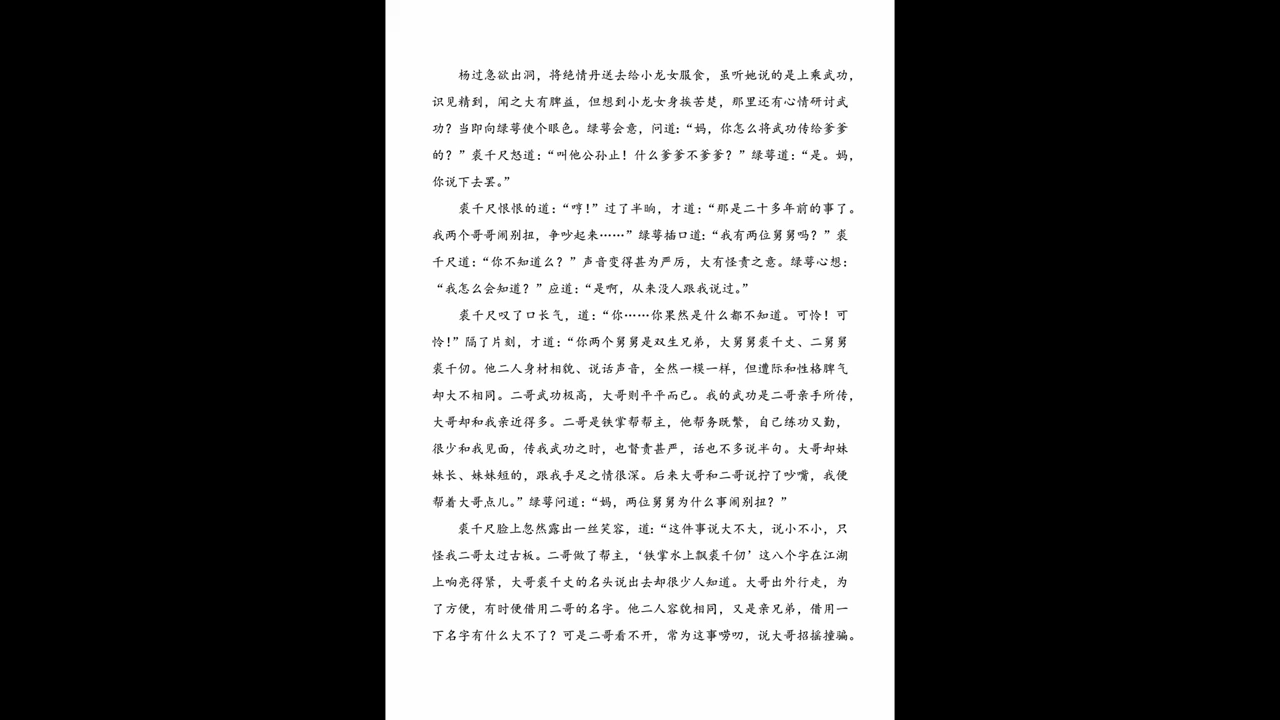 杨过急欲出洞，将绝情丹送去给小龙女服食，虽听她说的是上乘武功，
识见精到，闻之大有脾益，但想到小龙女身挨苦楚，那里还有心情研讨武
功？当即向绿萼使个眼色。绿萼会意，问道：“妈，你怎么将武功传给爹爹
的？”裘千尺怒道：“叫他公孙止！什么爹爹不爹爹？”绿萼道：“是。妈，
你说下去罢。”
裘千尺恨恨的道：“哼！”过了半晌，才道：“那是二十多年前的事了。
我两个哥哥闹别扭，争吵起来……”绿萼插口道：“我有两位舅舅吗？”裘
千尺道：“你不知道么？”声音变得甚为严厉，大有怪责之意。绿萼心想：
“我怎么会知道？”应道：“是啊，从来没人跟我说过。”
裘千尺叹了口长气，道：“你……你果然是什么都不知道。可怜！可
怜！”隔了片刻，才道：“你两个舅舅是双生兄弟，大舅舅裘千丈、二舅舅
裘千仞。他二人身材相貌、说话声音，全然一模一样，但遭际和性格脾气
却大不相同。二哥武功极高，大哥则平平而已。我的武功是二哥亲手所传，
大哥却和我亲近得多。二哥是铁掌帮帮主，他帮务既繁，自己练功又勤，
很少和我见面，传我武功之时，也督责甚严，话也不多说半句。大哥却妹
妹长、妹妹短的，跟我手足之情很深。后来大哥和二哥说拧了吵嘴，我便
帮着大哥点儿。”绿萼问道：“妈，两位舅舅为什么事闹别扭？”
裘千尺脸上忽然露出一丝笑容，道：“这件事说大不大，说小不小，只
怪我二哥太过古板。二哥做了帮主，‘铁掌水上飘裘千仞’这八个字在江湖
上响亮得紧，大哥裘千丈的名头说出去却很少人知道。大哥出外行走，为
了方便，有时便借用二哥的名字。他二人容貌相同，又是亲兄弟，借用一
下名字有什么大不了？可是二哥看不开，常为这事唠叨，说大哥招摇撞骗。